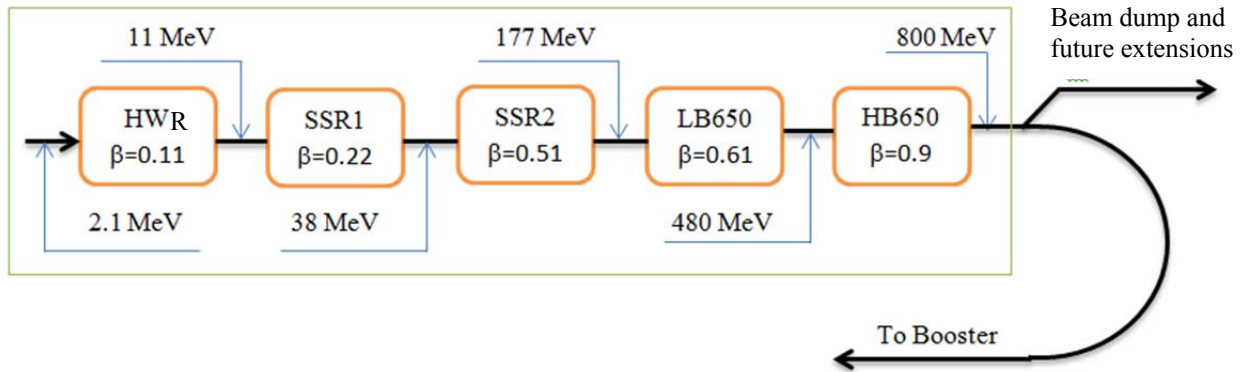 11 MeV
177 MeV
800 MeV
Beam dump and
future extensions
HWR
β=0.11
SSR1
β=0.22
SSR2
β=0.51
LB650
β=0.61
HB650
β=0.9
2.1 MeV
38 MeV
480 MeV
To Booster